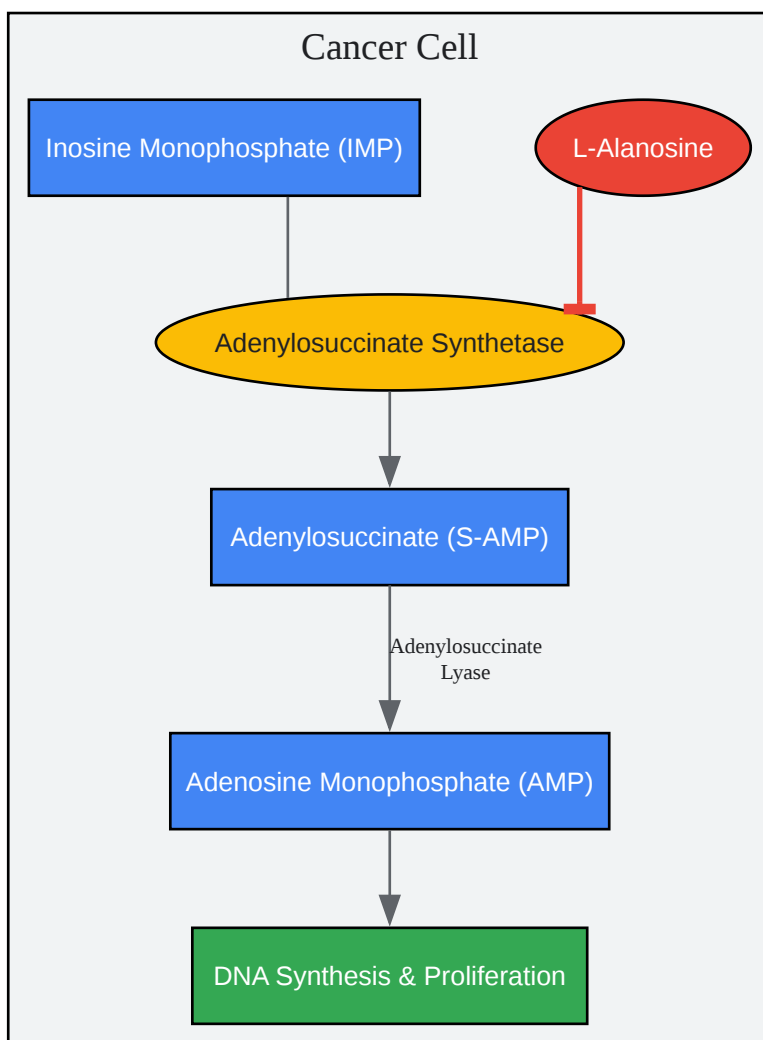 Cancer Cell
Inosine Monophosphate (IMP)
L-Alanosine
Adenylosuccinate Synthetase
Adenylosuccinate (S-AMP)
Adenylosuccinate
Lyase
Adenosine Monophosphate (AMP)
DNA Synthesis & Proliferation